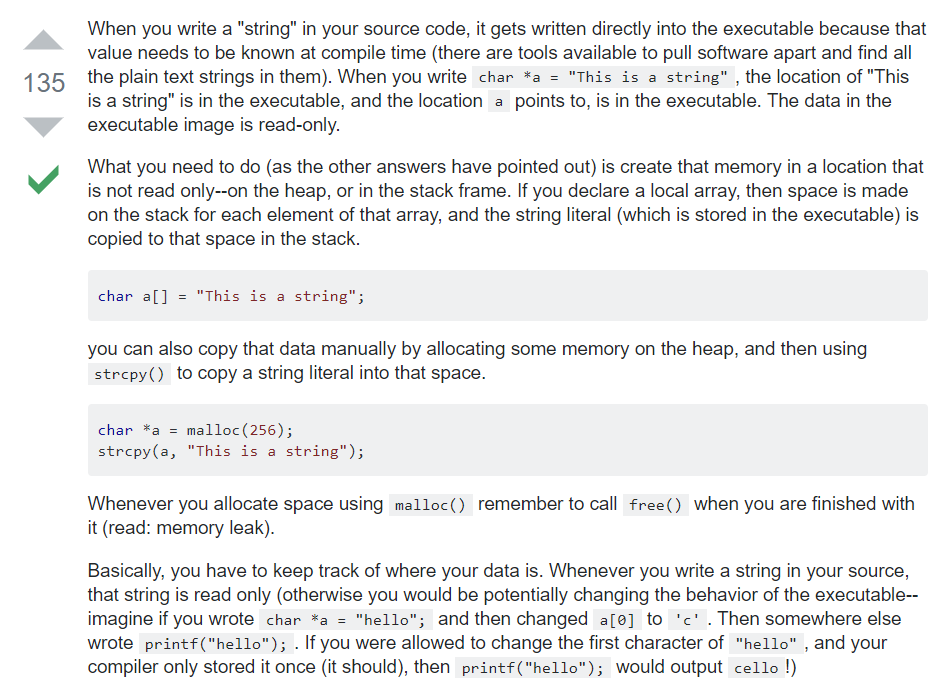 When you write a "string" in your source code, it gets written directly into the executable because that
value needs to be known at compile time (there are tools available to pull software apart and find all
135
the plain text strings in them). When you write char *a = "This is a string" , the location of "This
is a string" is in the executable, and the location a points to, is in the executable. The data in the
executable image is read-only.
What you need to do (as the other answers have pointed out) is create that memory in a location that
is not read only--on the heap, or in the stack frame. If you declare a local array, then space is made
on the stack for each element of that array, and the string literal (which is stored in the executable) is
copied to that space in the stack.
char a[] = "This is a string";
you can also copy that data manually by allocating some memory on the heap, and then using
strcpy() to copy a string literal into that space.
char *a = malloc(256);
strcpy(a, "This is a string");
Whenever you allocate space using malloc() remember to call free() when you are finished with
it (read: memory leak).
Basically, you have to keep track of where your data is. Whenever you write a string in your source,
that string is read only (otherwise you would be potentially changing the behavior of the executable--
imagine if you wrote char *a = "hello"; and then changed a[0] to 'c' . Then somewhere else
wrote printf("hello"); . If you were allowed to change the first character of "hello" , and your
compiler only stored it once (it should), then printf("hello"); would output cello !)